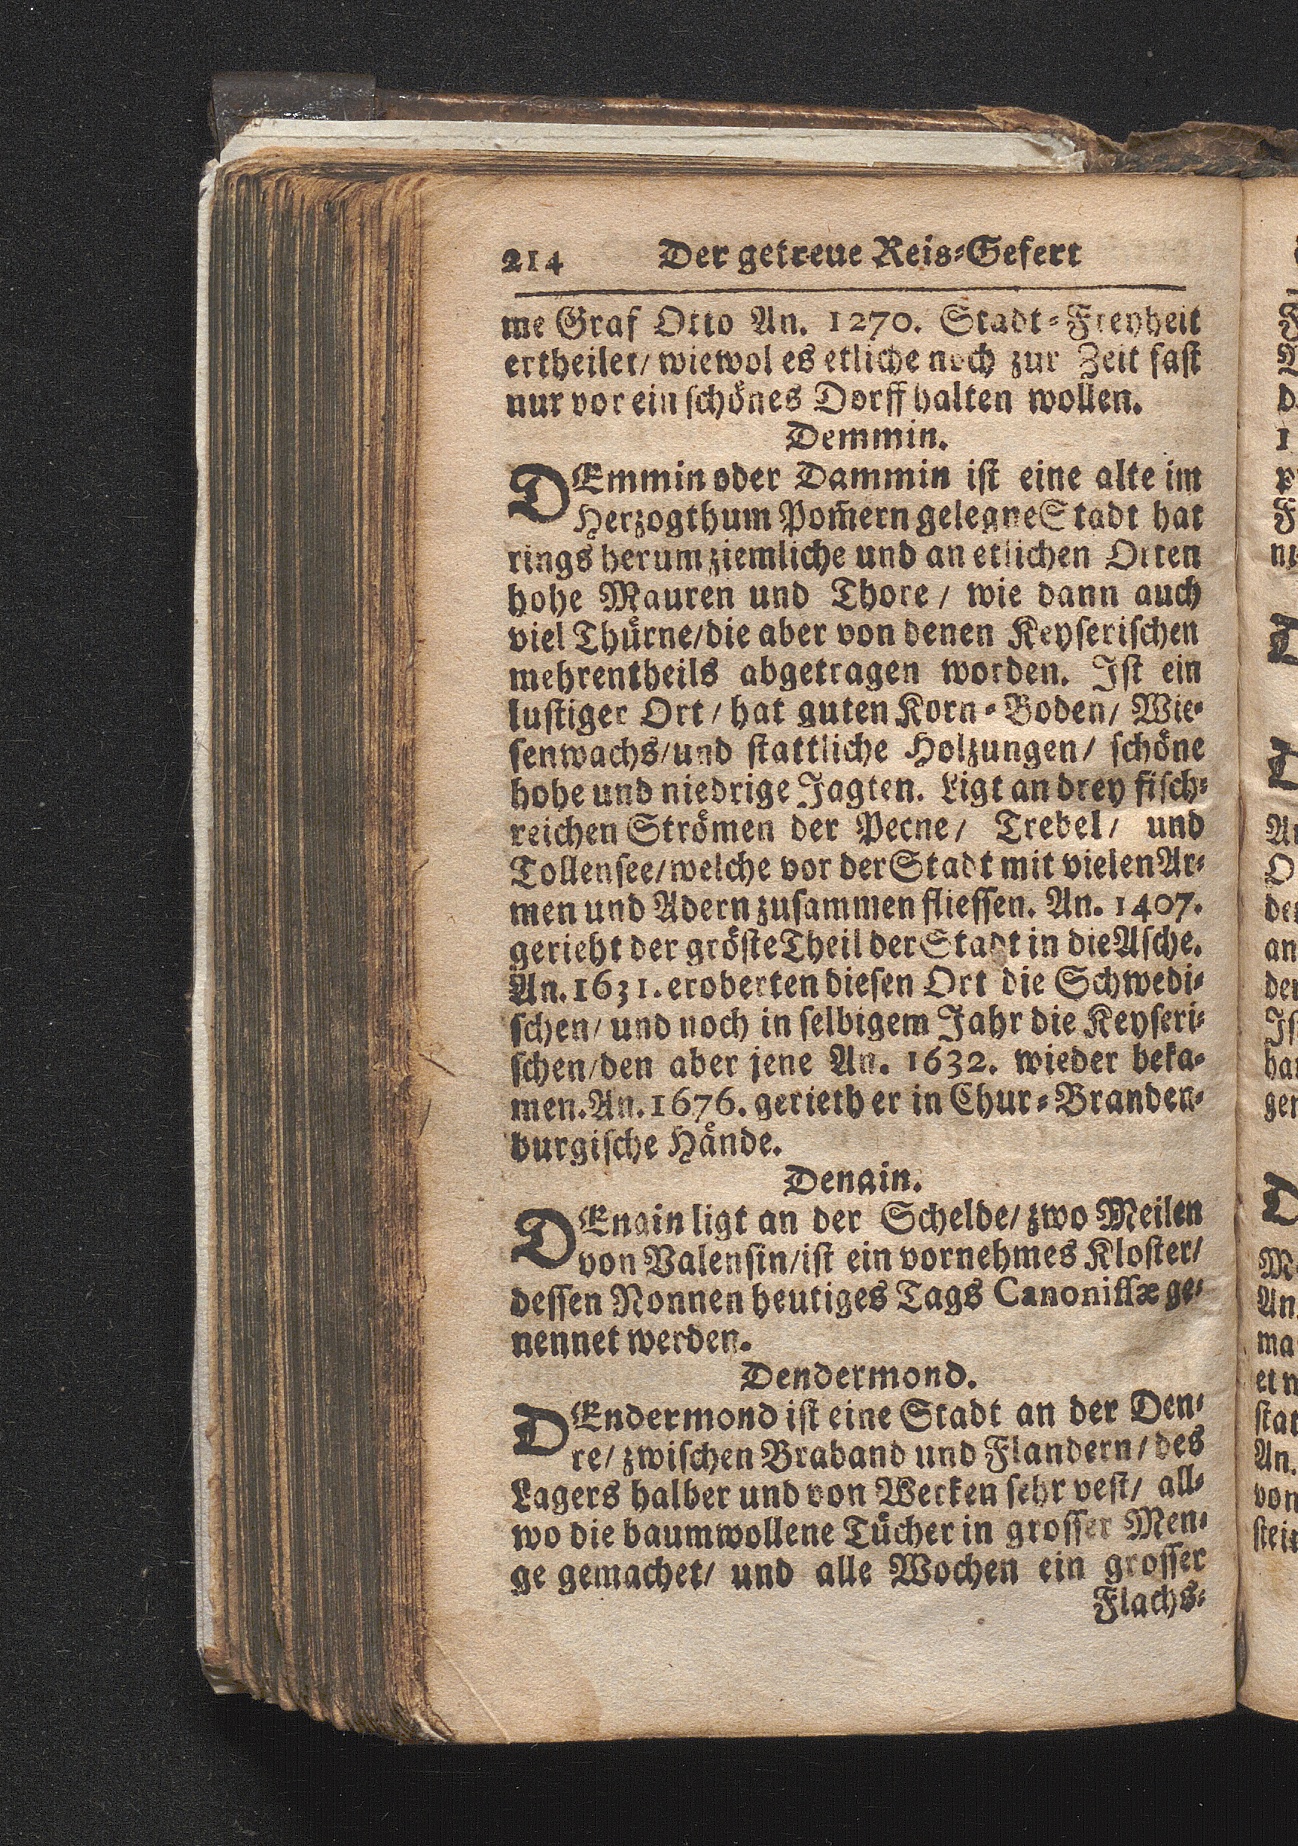 214 Der getreue Reis-Gefert
me Graf Otto An. 1270. Stadt-Freyheit
ertheilet/ wiewol es etliche noch zur Zeit fast
nur vor ein schönes Dorff halten wollen.
Demmin.
DEmmin oder Dammin ist eine alte im
Herzogthum Pom̃ern gelegne Stadt hat
rings herum ziemliche und an etlichen Orten
hohe Mauren und Thore/ wie dann auch
viel Thürne/die aber von denen Keyserischen
mehrentheils abgetragen worden. Ist ein
lustiger Ort/ hat guten Korn-Boden/ Wie-
senwachs/und stattliche Holzungen/ schöne
hohe und niedrige Jagten. Ligt an drey fisch-
reichen Strömen der Peene/ Trebel/ und
Tollensee/welche vor der Stadt mit vielen Ar-
men und Adern zusammen fliessen. An. 1407.
gerieht der gröste Theil der Stadt in die Asche.
An. 1631. eroberten diesen Ort die Schwedi-
schen/ und noch in selbigem Jahr die Keyseri-
schen/den aber jene An. 1632. wieder beka-
men. An. 1676. gerieth er in Chur-Branden-
burgische Hände.
Denain.
DEnain ligt an der Schelde/ zwo Meilen
von Valensin/ist ein vornehmes Kloster/
dessen Nonnen heutiges Tags Canonissæ ge-
nennet werden.
Dendermond.
DEndermond ist eine Stadt an der Den-
re/ zwischen Braband und Flandern/ des
Lagers halber und von Wercken sehr vest/ all-
wo die baumwollene Tücher in grosser Men-
ge gemachet/ und alle Wochen ein grosser
Flachs-